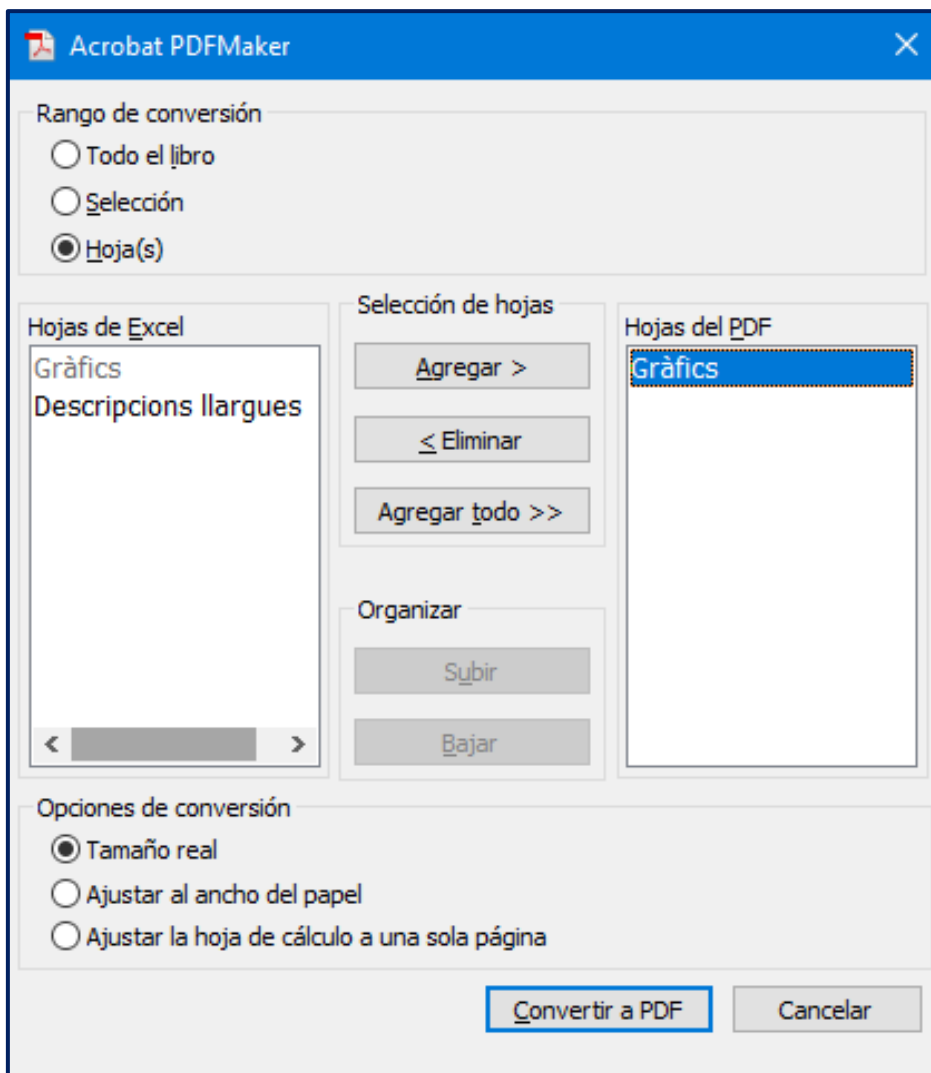 Acrobat PDFMaker
Rango de conversión
Todo el libro
Selección
Hoja(s)
Hojas de Excel
Gràfics
Descripcions llargues
Selección de hojas
Agregar >
< Eliminar
Agregar todo >>
Organizar
Subir
Bajar
Hojas del PDF
Gràfics
Opciones de conversión
Tamaño real
Ajustar al ancho del papel
Ajustar la hoja de cálculo a una sola página
Convertir a PDF
Cancelar